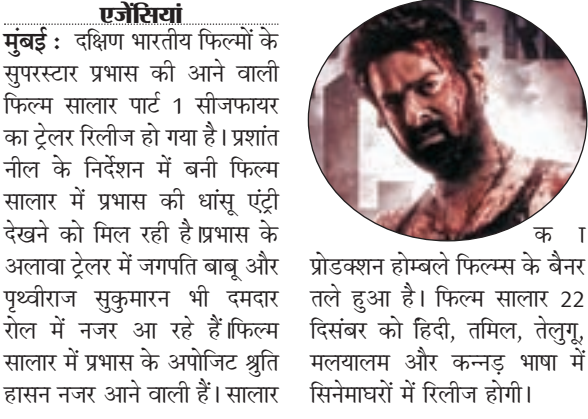 एजेंसियां
मुंबई : दक्षिण भारतीय फिल्मों के
सुपरस्टार प्रभास की आने वाली
फिल्म सालार पार्ट 1 सीजफायर
का ट्रेलर रिलीज हो गया है। प्रशांत
नील के निर्देशन में बनी फिल्म
सालार में प्रभास की धांसू एंट्री
देखने को मिल रही है।प्रभास के
अलावा ट्रेलर में जगपति बाबू और
पृथ्वीराज सुकुमारन भी दमदार
रोल में नजर आ रहे हैं।फिल्म
सालार में प्रभास के अपोजिट श्रुति
हासन नजर आने वाली हैं। सालार
का
प्रोडक्शन होम्बले फिल्म्स के बैनर
तले हुआ है। फिल्म सालार 22
दिसंबर को हिंदी, तमिल, तेलुगू,
मलयालम और कन्नड़ भाषा में
सिनेमाघरों में रिलीज होगी।